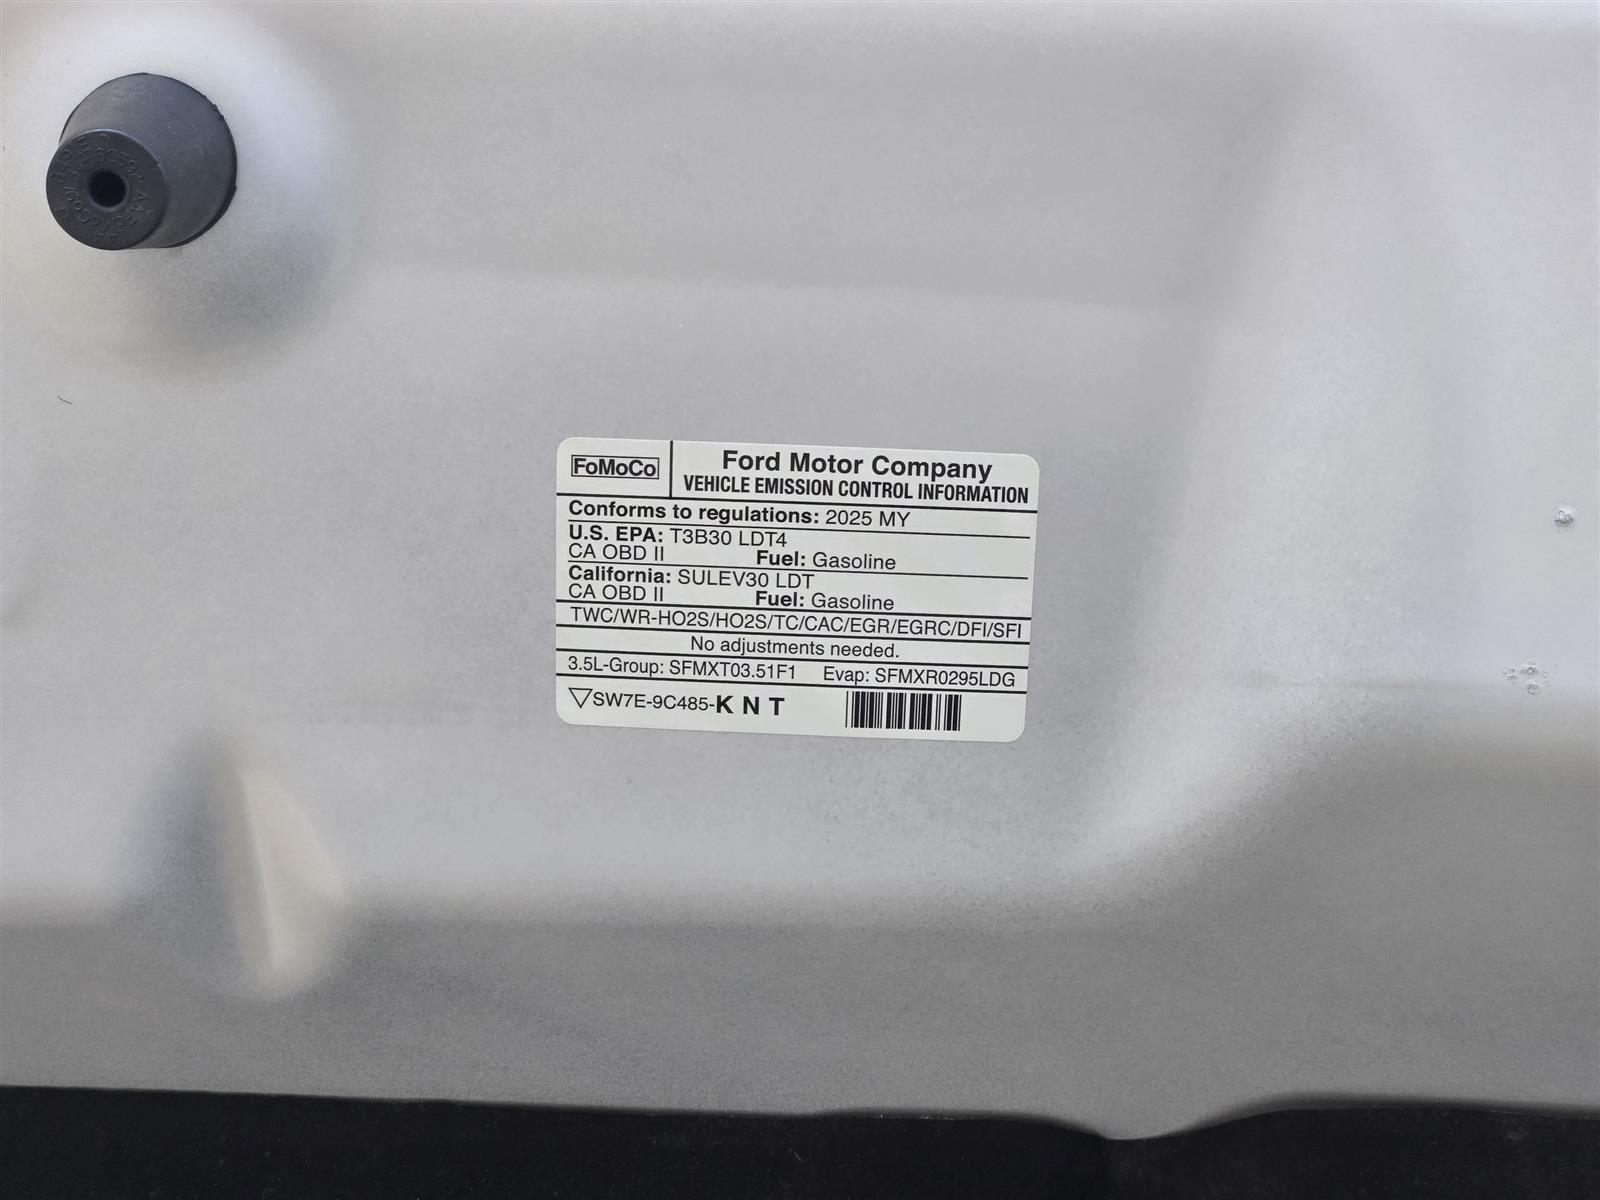 FoMoCo
Ford Motor Company
VEHICLE EMISSION CONTROL INFORMATION
Conforms to regulations: 2025 MY
U.S. EPA: T3B30 LDT4
CA OBD II Fuel: Gasoline
California: SULEV30 LDT
CA OBD II Fuel: Gasoline
TWC/WR-HO2S/HO2S/TC/CAC/EGR/EGRC/DFI/SFI
No adjustments needed.
3.5L-Group: SFMXT03.51F1 Evap: SFMXR0295LDG
SW7E-9C485-K N T